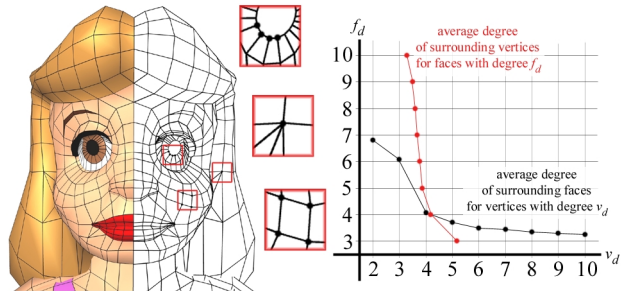 f_d
average degree
of surrounding vertices
for faces with degree f_d
10
9
8
7
6
5
4
3
average degree
of surrounding faces
for vertices with degree v_d
2 3 4 5 6 7 8 9 10
v_d